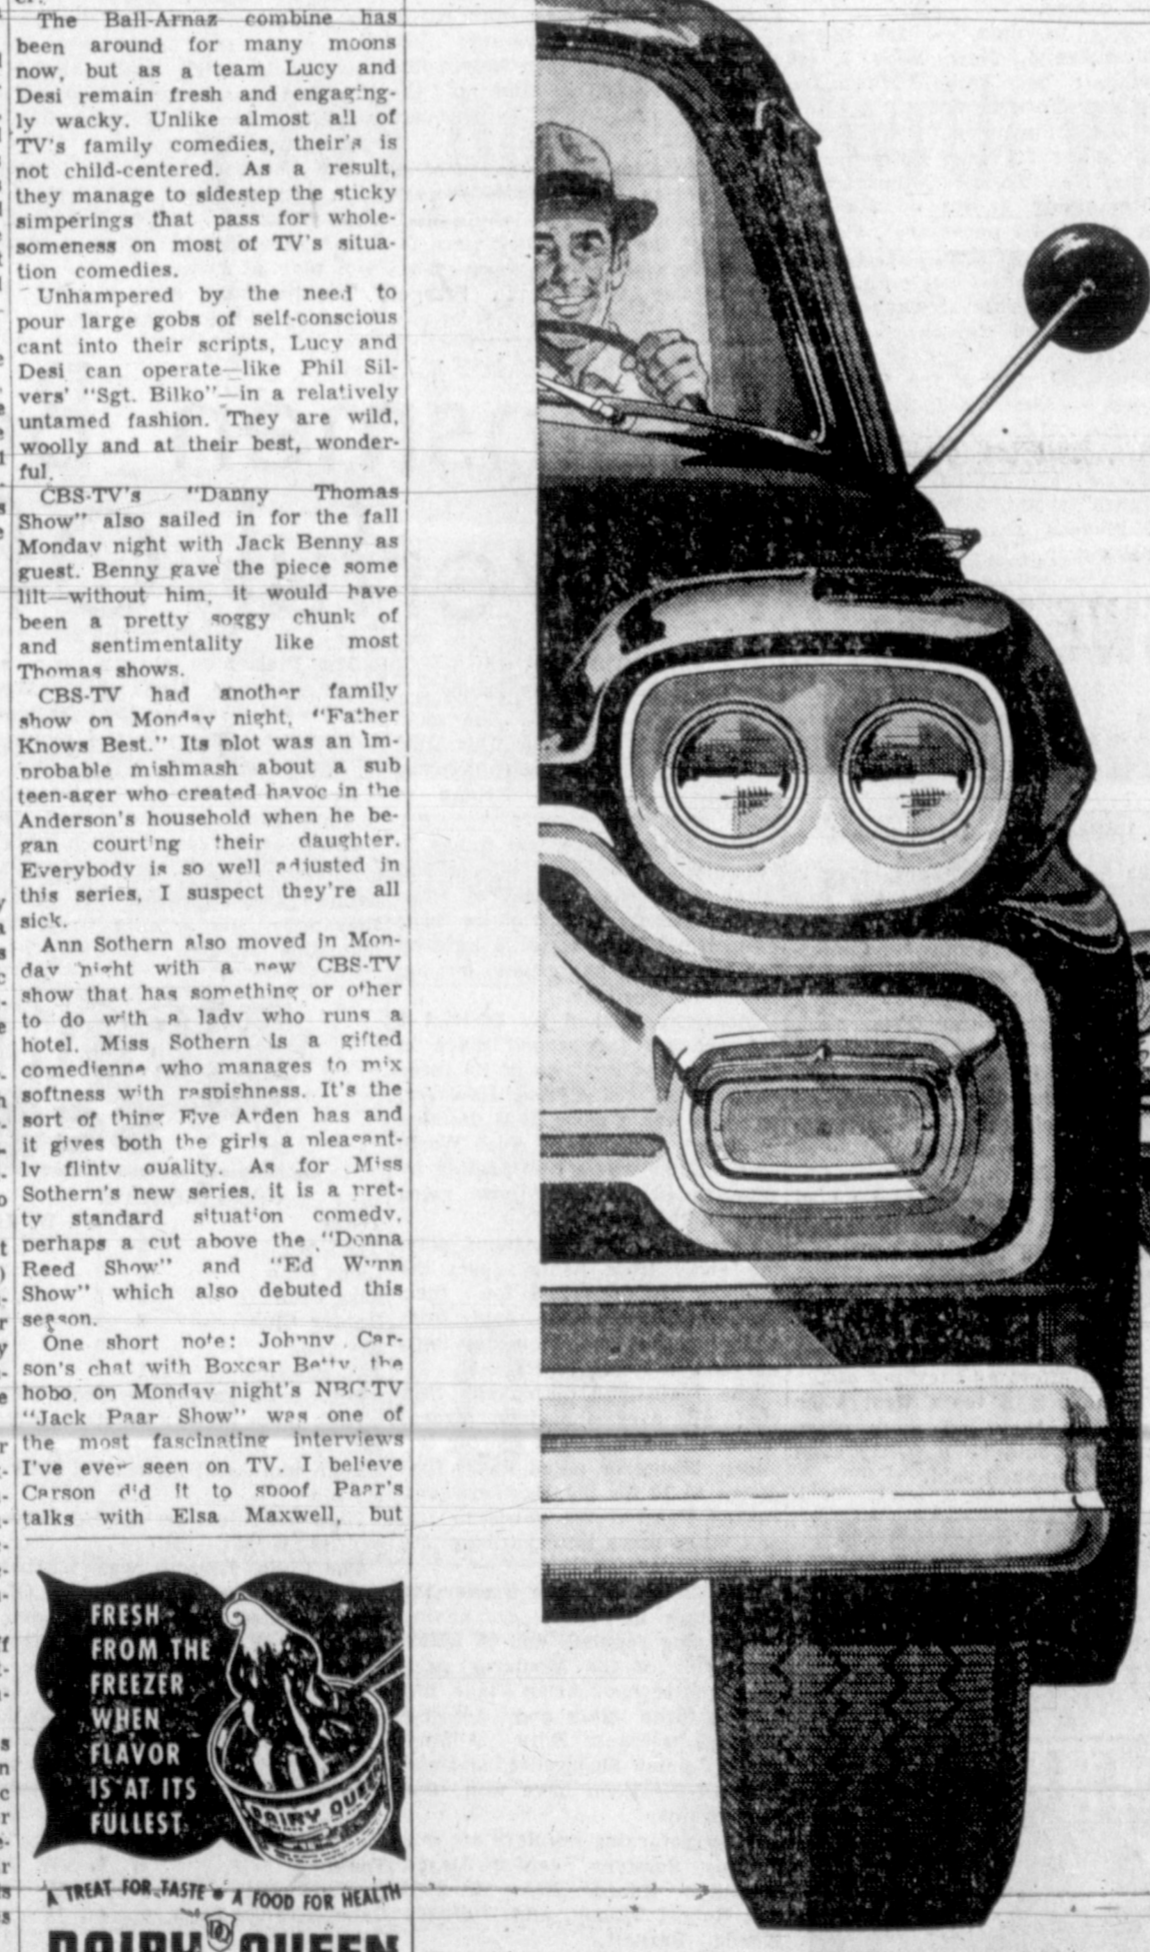 The Ball-Arnaz combine has
been around for many moons
now, but as a team Lucy and
Desi remain fresh and engaging-
ly wacky. Unlike almost all of
TV's family comedies, their's is
not child-centered. As a result,
they manage to sidestep the sticky
simperings that pass for whole-
someness on most of TV's situa-
tion comedies.
Unhampered by the need to
pour large gobs of self-conscious
cant into their scripts, Lucy and
Desi can operate—like Phil Sil-
vers' "Sgt. Bilko"—in a relatively
untamed fashion. They are wild,
woolly and at their best, wonder-
ful.
CBS-TV's "Danny Thomas
Show" also sailed in for the fall
Monday night with Jack Benny as
guest. Benny gave the piece some
lilt—without him, it would have
been a pretty soggy chunk of
and sentimentality like most
Thomas shows.
CBS-TV had another family
show on Monday night, "Father
Knows Best." Its plot was an im-
probable mishmash about a sub
teen-ager who created havoc in the
Anderson's household when he be-
gan courting their daughter.
Everybody is so well adjusted in
this series, I suspect they're all
sick.
Ann Sothern also moved in Mon-
day night with a new CBS-TV
show that has something or other
to do with a lady who runs a
hotel. Miss Sothern is a gifted
comedienne who manages to mix
softness with raspishness. It's the
sort of thing Eve Arden has and
it gives both the girls a pleasant-
ly flinty quality. As for Miss
Sothern's new series, it is a pret-
ty standard situation comedy,
perhaps a cut above the "Donna
Reed Show" and "Ed Wynn
Show" which also debuted this
season.
One short note: Johnny Car-
son's chat with Boxcar Betty, the
hobo, on Monday night's NBC-TV
"Jack Paar Show" was one of
the most fascinating interviews
I've ever seen on TV. I believe
Carson did it to spoof Paar's
talks with Elsa Maxwell, but
FRESH
FROM THE
FREEZER
WHEN
FLAVOR
IS AT ITS
FULLEST
DAIRY QUEEN
A TREAT FOR TASTE • A FOOD FOR HEALTH
DQ
DAIRY QUEEN